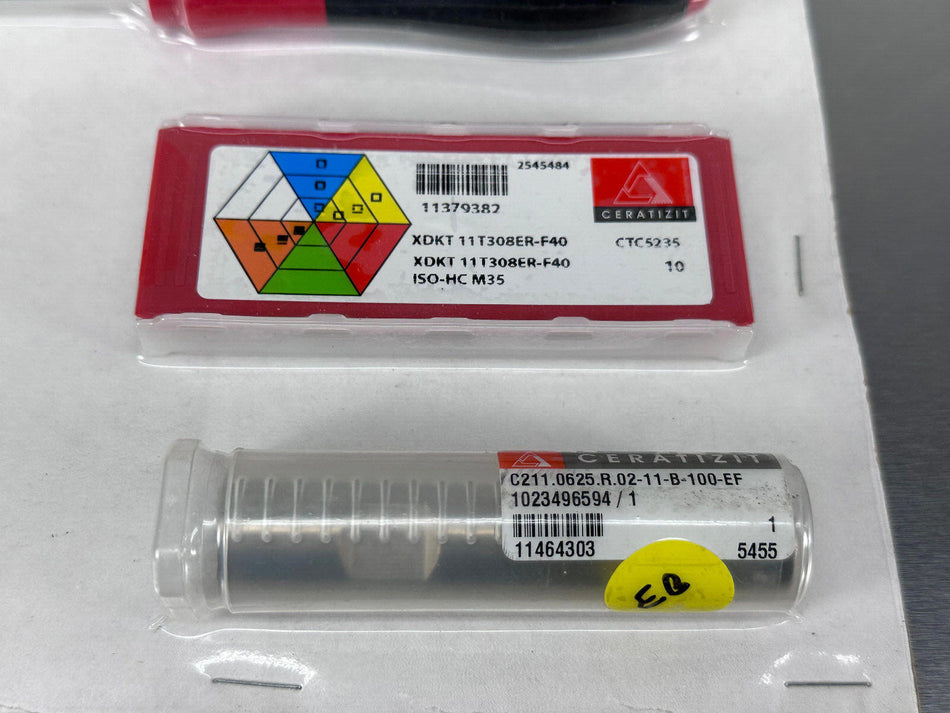 2545484
11379382
CERATIZIT
XDKT 11T308ER-F40 CTC5235
XDKT 11T308ER-F40 10
ISO-HC M35
CERATIZIT
C211.0625.R.02-11-B-100-EF
1023496594 / 1
1
11464303 5455
EB